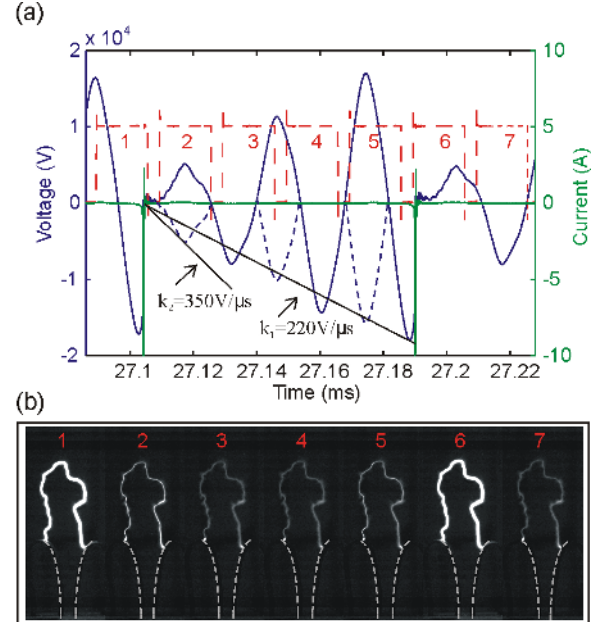 (a)
2 x 10⁴
10
1
5
0
0
-1
-5
-2
-10
Voltage (V)
Current (A)
1 2 3 4 5 6 7
k₂=350V/μs
k₁=220V/μs
27.1 27.12 27.14 27.16 27.18 27.2 27.22
Time (ms)
(b)
1 2 3 4 5 6 7